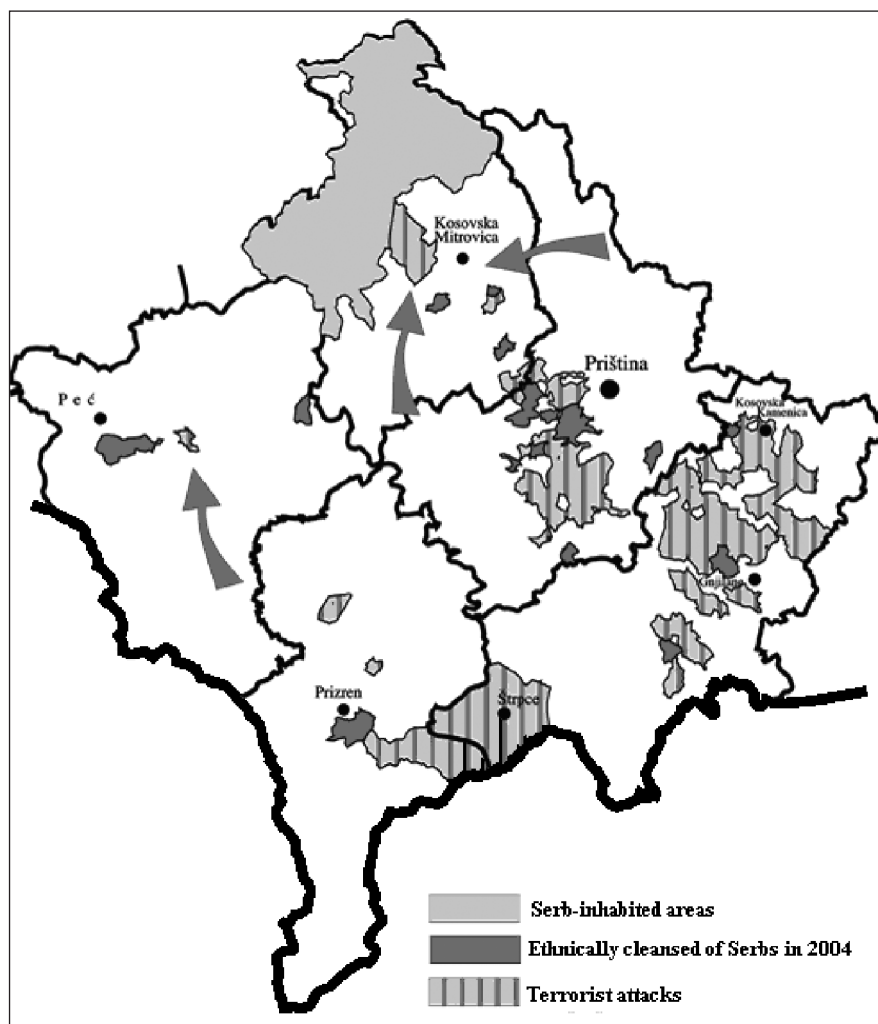 Kosovska
Mitrovica
Priština
Peć
Kosovska
Kamenica
Gnjilane
Prizren
Štrpce
Serb-inhabited areas
Ethnically cleansed of Serbs in 2004
Terrorist attacks